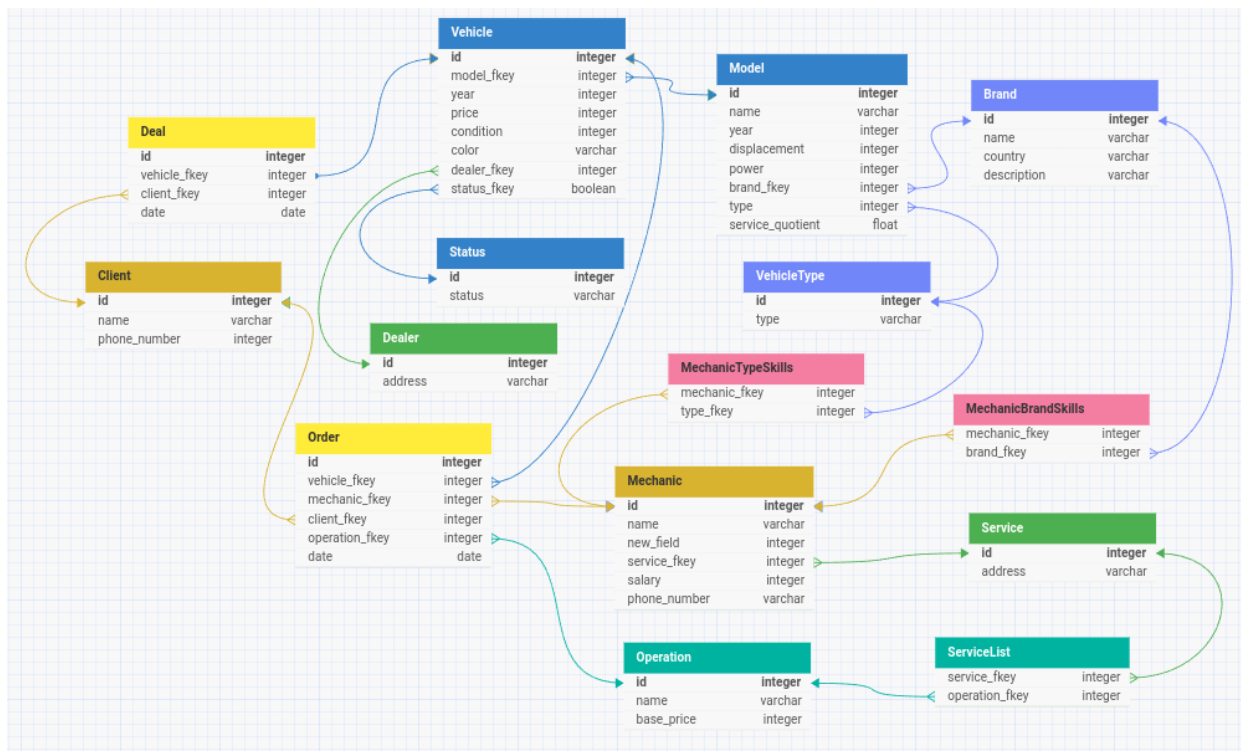 Vehicle
id integer
model_fkey integer
year integer
price integer
condition integer
color varchar
dealer_fkey integer
status_fkey boolean
Model
id integer
name varchar
year integer
displacement integer
power integer
brand_fkey integer
type integer
service_quotient float
Brand
id integer
name varchar
country varchar
description varchar
Deal
id integer
vehicle_fkey integer
client_fkey integer
date date
Status
id integer
status varchar
Client
id integer
name varchar
phone_number integer
VehicleType
id integer
type varchar
Dealer
id integer
address varchar
MechanicTypeSkills
mechanic_fkey integer
type_fkey integer
MechanicBrandSkills
mechanic_fkey integer
brand_fkey integer
Order
id integer
vehicle_fkey integer
mechanic_fkey integer
client_fkey integer
operation_fkey integer
date date
Mechanic
id integer
name varchar
new_field integer
service_fkey integer
salary integer
phone_number varchar
Service
id integer
address varchar
Operation
id integer
name varchar
base_price integer
ServiceList
service_fkey integer
operation_fkey integer